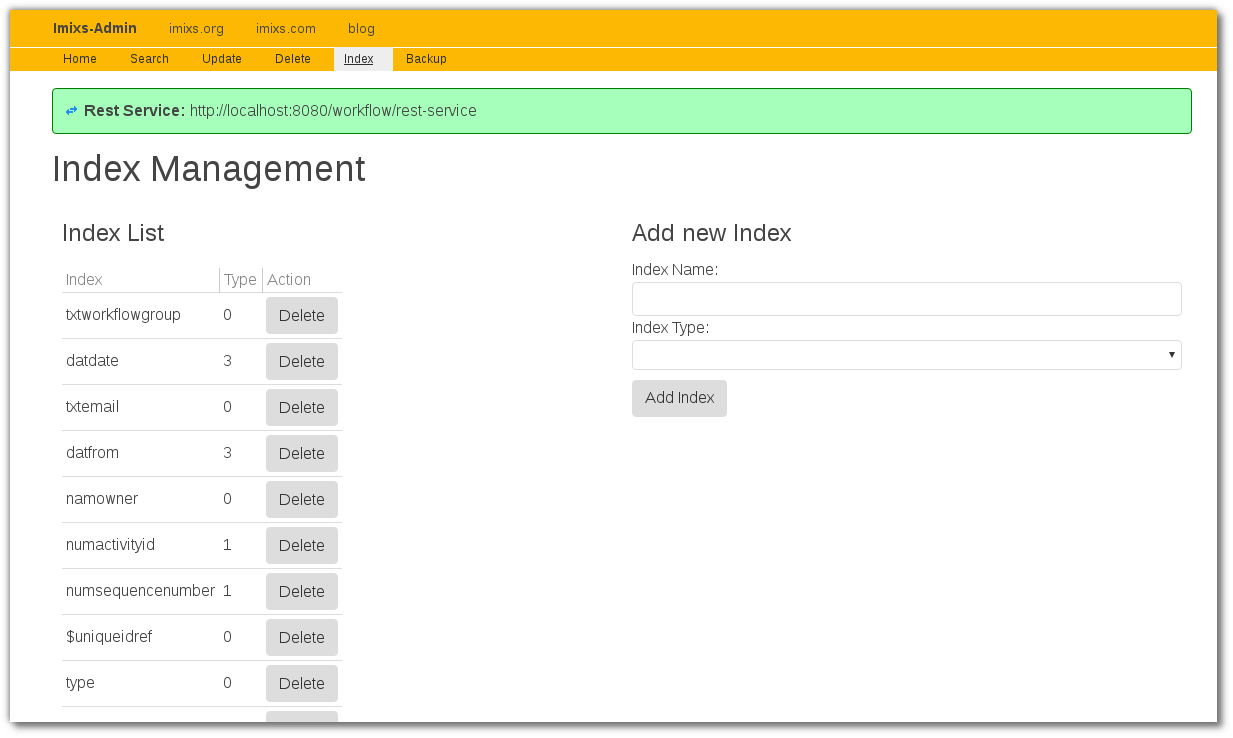 Imixs-Admin imixs.org imixs.com blog
Home Search Update Delete Index Backup
Rest Service: http://localhost:8080/workflow/rest-service
Index Management
Index List
Index Type Action
txtworkflowgroup 0 Delete
datdate 3 Delete
txtemail 0 Delete
datfrom 3 Delete
namowner 0 Delete
numactivityid 1 Delete
numsequencenumber 1 Delete
$uniqueidref 0 Delete
type 0 Delete
Add new Index
Index Name:
Index Type:
Add Index